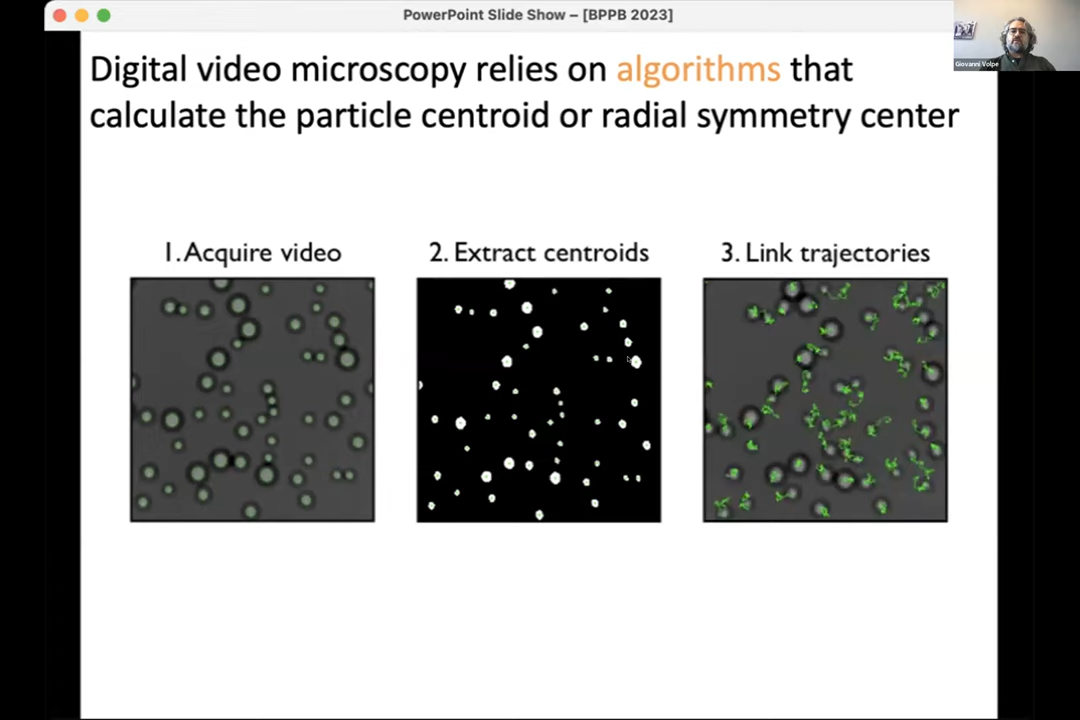 PowerPoint Slide Show – [BPPB 2023]
Giovanni Volpe
Digital video microscopy relies on algorithms that
calculate the particle centroid or radial symmetry center
1. Acquire video
2. Extract centroids
3. Link trajectories